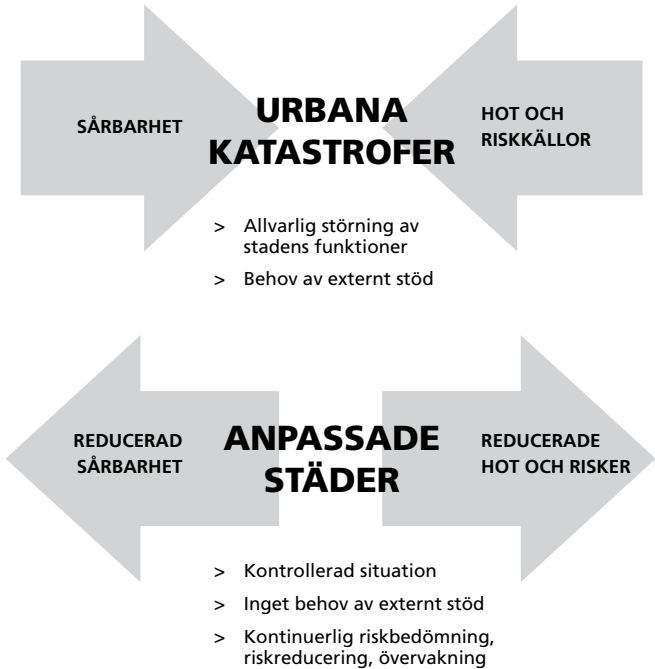 SÅRBARHET
URBANA
KATASTROFER
HOT OCH
RISKKÄLLOR
> Allvarlig störning av
stadens funktioner
> Behov av externt stöd
REDUCERAD
SÅRBARHET
ANPASSADE
STÄDER
REDUCERADE
HOT OCH RISKER
> Kontrollerad situation
> Inget behov av externt stöd
> Kontinuerlig riskbedömning,
riskreducering, övervakning